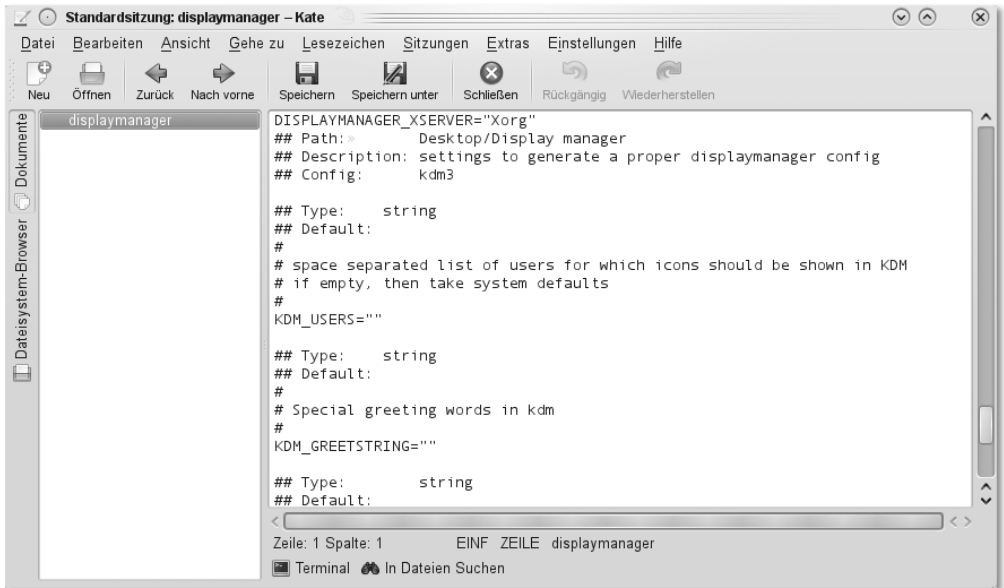 Standardsitzung: displaymanager – Kate
Datei Bearbeiten Ansicht Gehe zu Lesezeichen Sitzungen Extras Einstellungen Hilfe
Neu Öffnen Zurück Nach vorne Speichern Speichern unter Schließen Rückgängig Wiederherstellen
Dokumente
Dateisystem-Browser
displaymanager
DISPLAYMANAGER_XSERVER="Xorg"
## Path:» Desktop/Display manager
## Description: settings to generate a proper displaymanager config
## Config: kdm3
## Type: string
## Default:
#
# space separated list of users for which icons should be shown in KDM
# if empty, then take system defaults
#
KDM_USERS=""
## Type: string
## Default:
#
# Special greeting words in kdm
#
KDM_GREETSTRING=""
## Type: string
## Default:
Zeile: 1 Spalte: 1 EINF ZEILE displaymanager
Terminal In Dateien Suchen